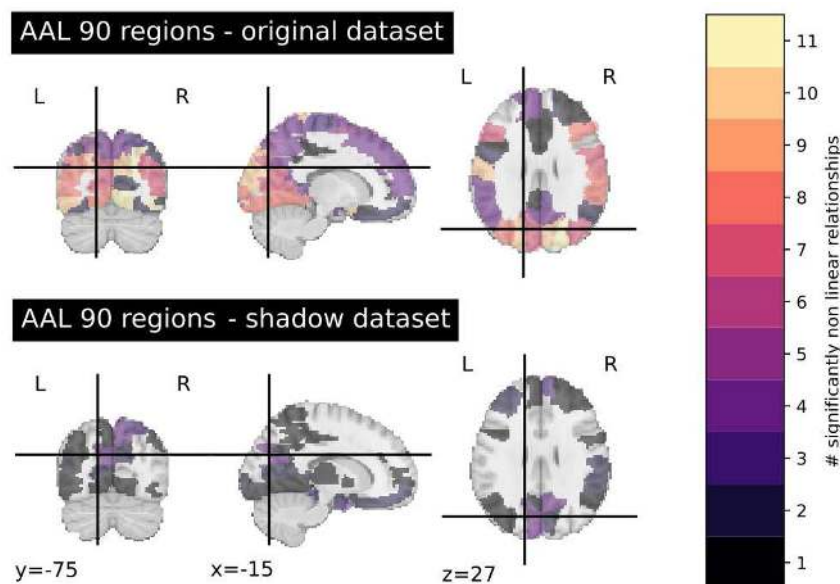 AAL 90 regions - original dataset
L R L R
AAL 90 regions - shadow dataset
L R L R
y=-75 x=-15 z=27
11
10
9
8
7
6
5
4
3
2
1
# significantly non linear relationships